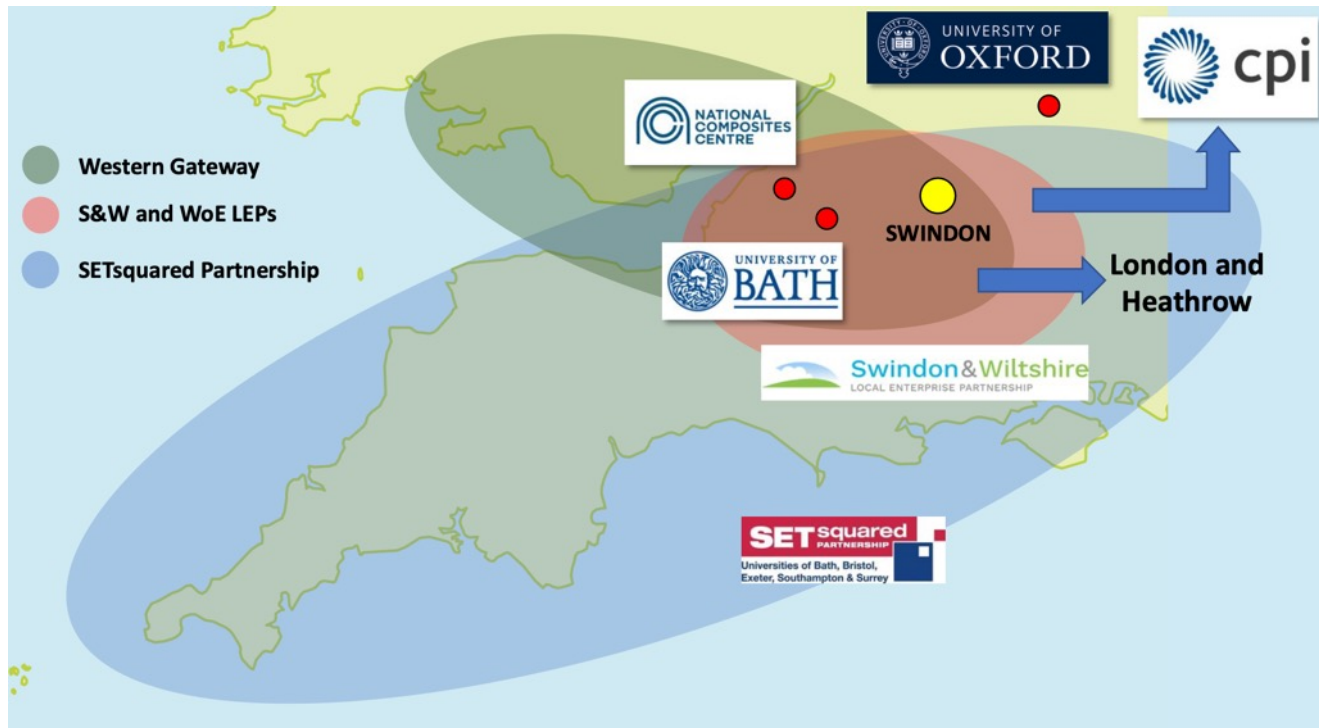 UNIVERSITY OF
OXFORD
cpi
NATIONAL
COMPOSITES
CENTRE
Western Gateway
S&W and WoE LEPs
SETsquared Partnership
SWINDON
UNIVERSITY OF
BATH
London and
Heathrow
Swindon&Wiltshire
LOCAL ENTERPRISE PARTNERSHIP
SETsquared
PARTNERSHIP
Universities of Bath, Bristol,
Exeter, Southampton & Surrey